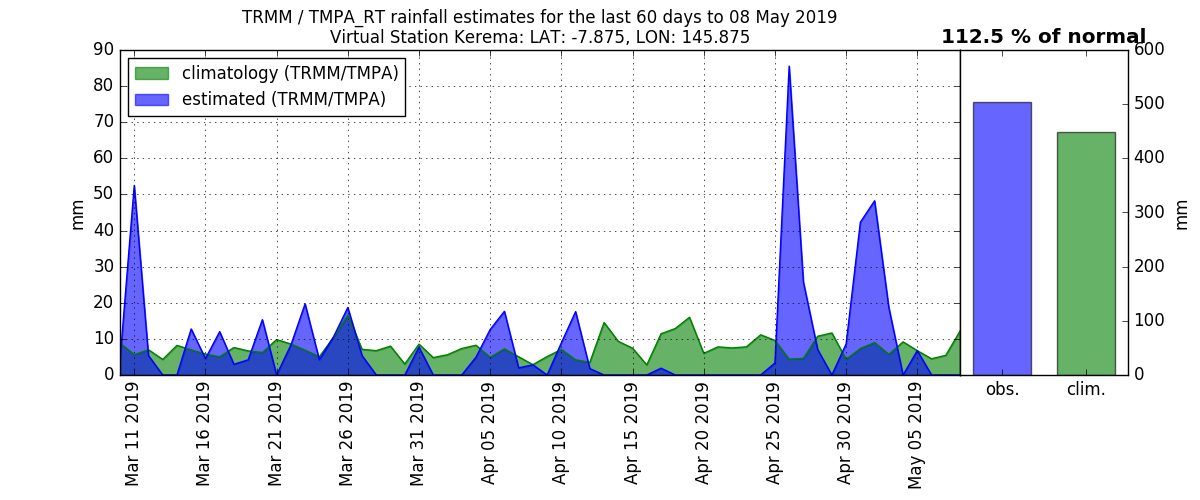 TRMM / TMPA_RT rainfall estimates for the last 60 days to 08 May 2019
Virtual Station Kerema: LAT: -7.875, LON: 145.875
112.5 % of normal
climatology (TRMM/TMPA)
estimated (TRMM/TMPA)
90
80
70
60
50
40
30
20
10
0
mm
Mar 11 2019
Mar 16 2019
Mar 21 2019
Mar 26 2019
Mar 31 2019
Apr 05 2019
Apr 10 2019
Apr 15 2019
Apr 20 2019
Apr 25 2019
Apr 30 2019
May 05 2019
obs.
clim.
600
500
400
300
200
100
0
mm